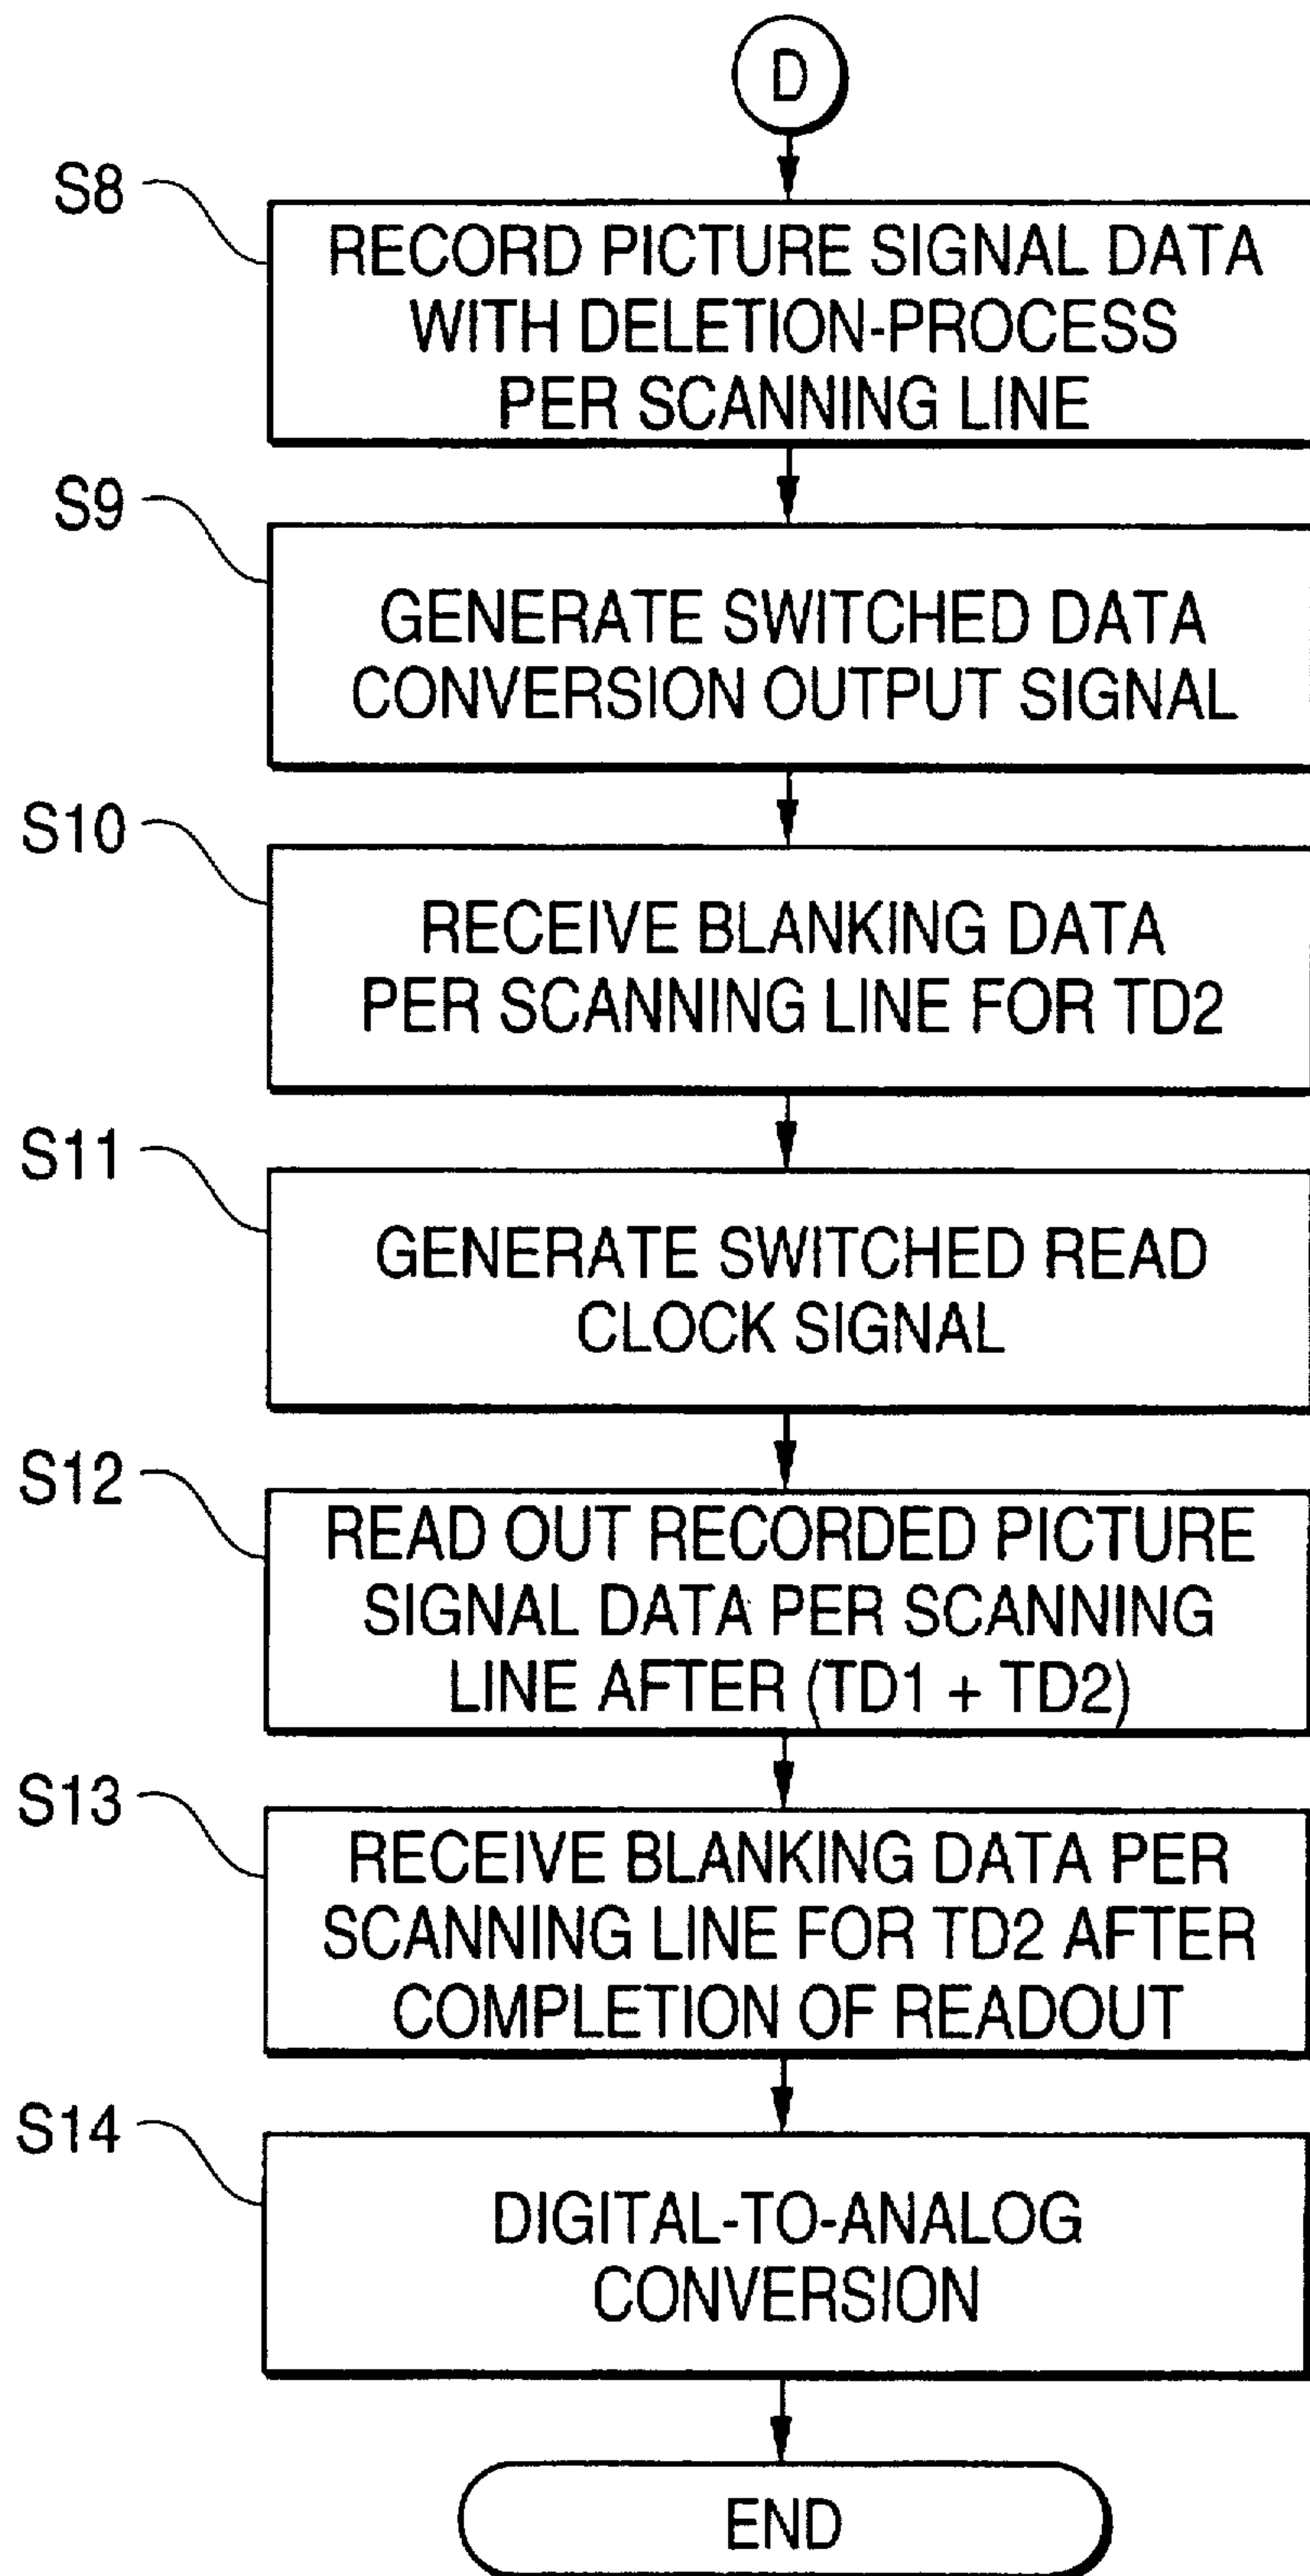 D
S8
RECORD PICTURE SIGNAL DATA
WITH DELETION-PROCESS
PER SCANNING LINE
S9
GENERATE SWITCHED DATA
CONVERSION OUTPUT SIGNAL
S10
RECEIVE BLANKING DATA
PER SCANNING LINE FOR TD2
S11
GENERATE SWITCHED READ
CLOCK SIGNAL
S12
READ OUT RECORDED PICTURE
SIGNAL DATA PER SCANNING
LINE AFTER (TD1 + TD2)
S13
RECEIVE BLANKING DATA PER
SCANNING LINE FOR TD2 AFTER
COMPLETION OF READOUT
S14
DIGITAL-TO-ANALOG
CONVERSION
END